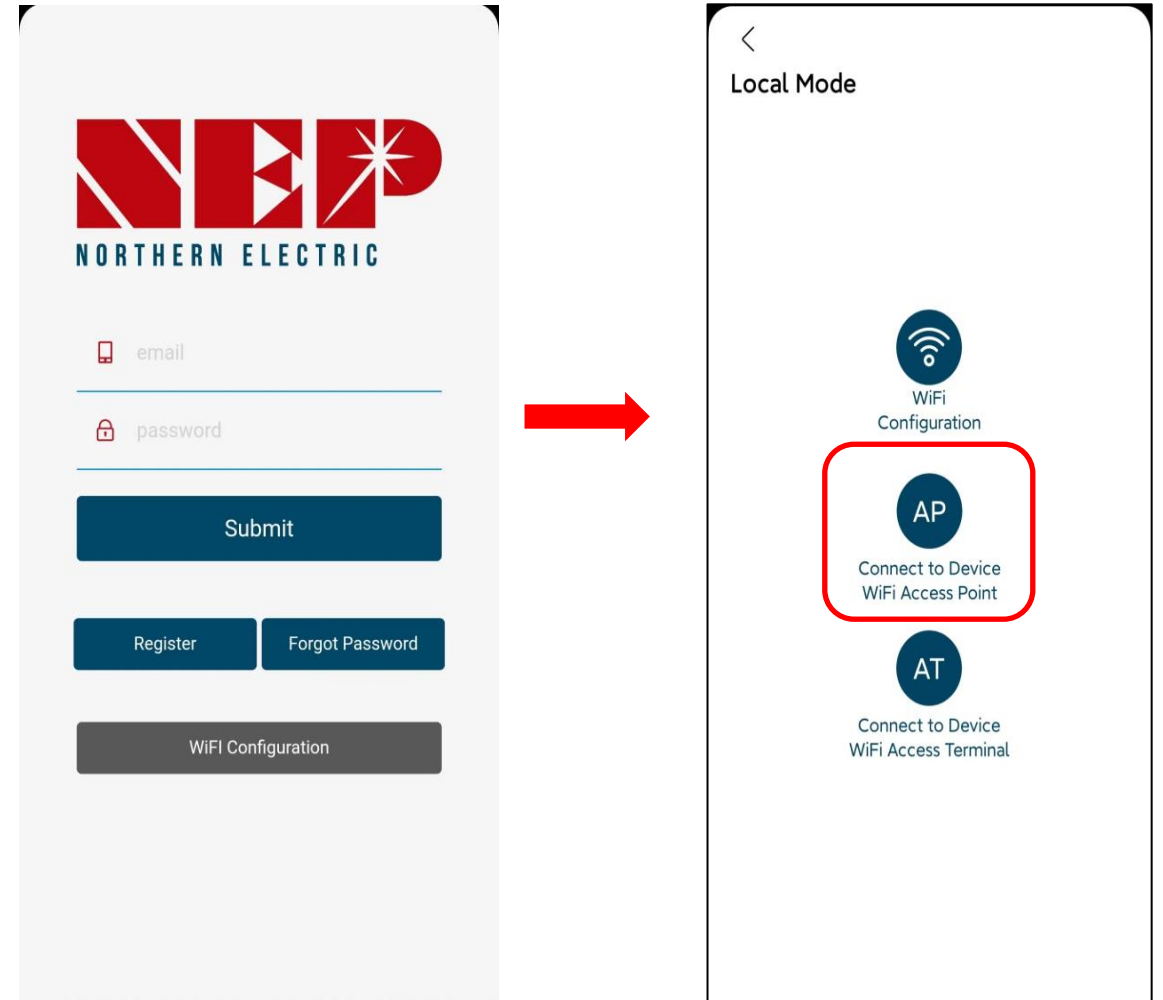 NEP
NORTHERN ELECTRIC
email
password
Submit
Register
Forgot Password
WiFI Configuration
Local Mode
WiFi
Configuration
AP
Connect to Device
WiFi Access Point
AT
Connect to Device
WiFi Access Terminal